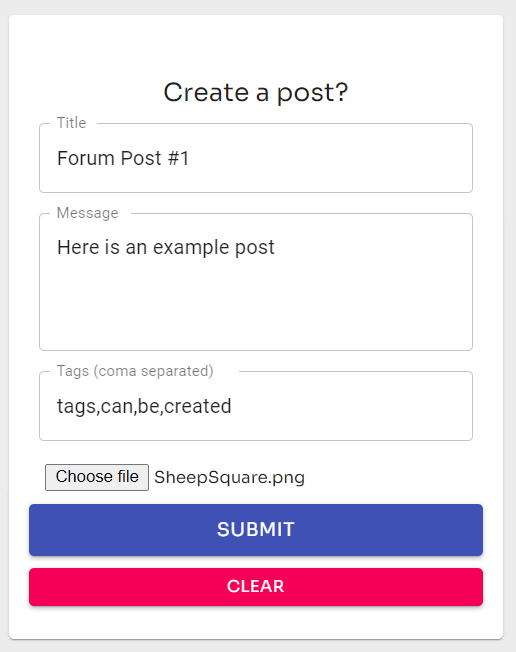 Create a post?
Title
Forum Post #1
Message
Here is an example post
Tags (coma separated)
tags,can,be,created
Choose file SheepSquare.png
SUBMIT
CLEAR